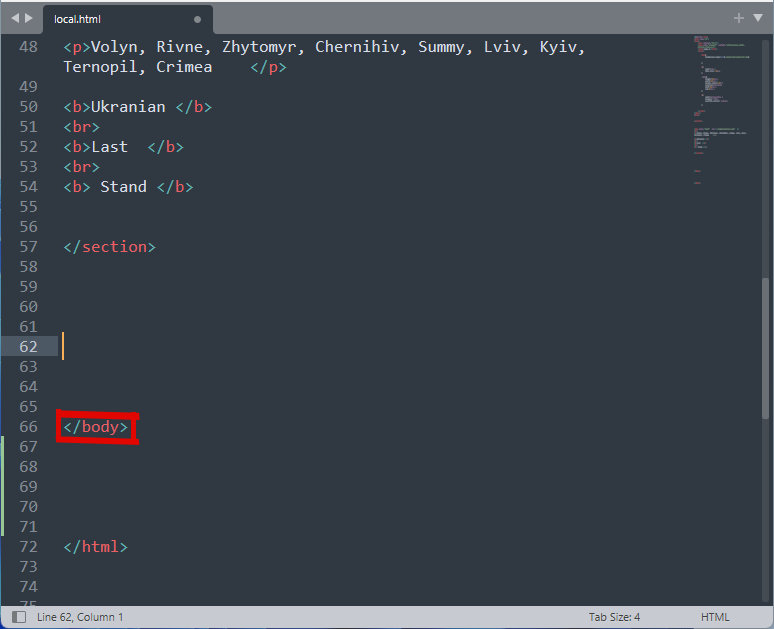 local.html
48 <p>Volyn, Rivne, Zhytomyr, Chernihiv, Summy, Lviv, Kyiv,
Ternopil, Crimea    </p>
49
50 <b>Ukranian </b>
51 <br>
52 <b>Last  </b>
53 <br>
54 <b> Stand </b>
55
56
57 </section>
58
59
60
61
62
63
64
65
66 </body>
67
68
69
70
71
72 </html>
73
74
75
Line 62, Column 1 Tab Size: 4 HTML